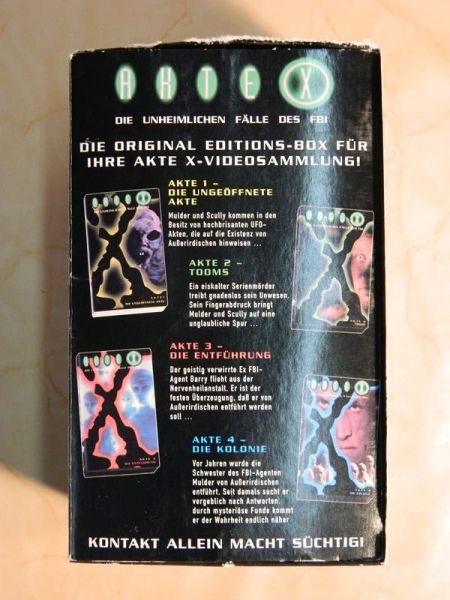 AKTE X
DIE UNHEIMLICHEN FÄLLE DES FBI
DIE ORIGINAL EDITIONS-BOX FÜR
IHRE AKTE X-VIDEOSAMMLUNG!
AKTE 1 -
DIE UNGEÖFFNETE
AKTE
Mulder und Scully kommen in den
Besitz von hochbrisanten UFO-
Akten, die auf die Existenz von
Außerirdischen hinweisen ...
AKTE 2 -
TOOMS
Ein eiskalter Serienmörder
treibt gnadenlos sein Unwesen.
Sein Fingerabdruck bringt
Mulder und Scully auf eine
unglaubliche Spur ...
AKTE 3 -
DIE ENTFÜHRUNG
Der geistig verwirrte Ex FBI-
Agent Barry flieht aus der
Nervenheilanstalt. Er ist der
festen Überzeugung, daß er von
Außerirdischen entführt werden
soll ...
AKTE 4 -
DIE KOLONIE
Vor Jahren wurde die
Schwester des FBI-Agenten
Mulder von Außerirdischen
entführt. Seit damals sucht er
vergeblich nach Antworten,
durch mysteriöse Funde kommt
er der Wahrheit endlich näher
KONTAKT ALLEIN MACHT SÜCHTIG!